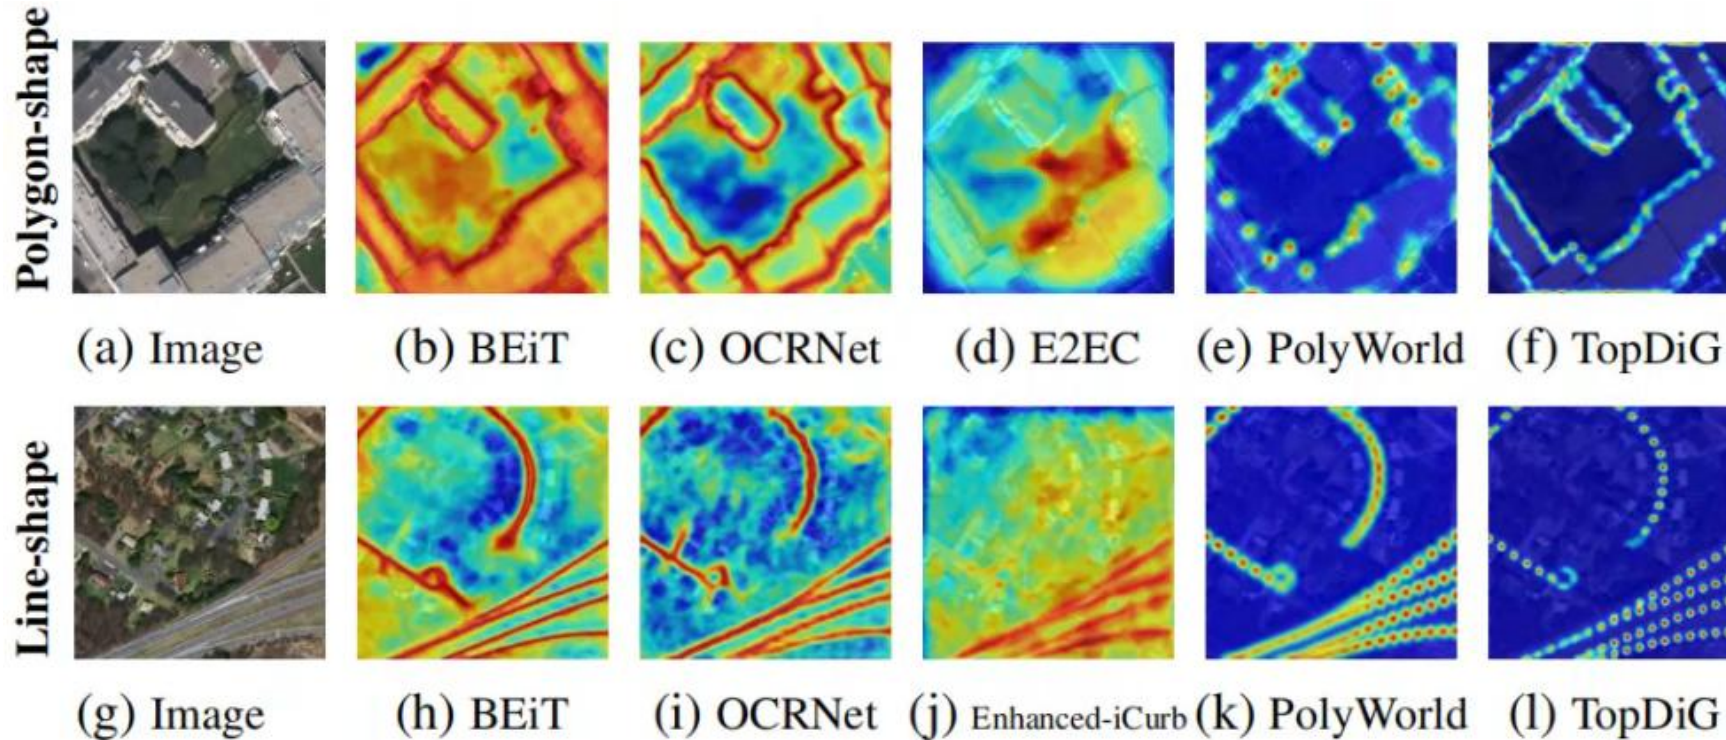 Polygon-shape
(a) Image (b) BEiT (c) OCRNet (d) E2EC (e) PolyWorld (f) TopDiG
Line-shape
(g) Image (h) BEiT (i) OCRNet (j) Enhanced-iCurb (k) PolyWorld (l) TopDiG